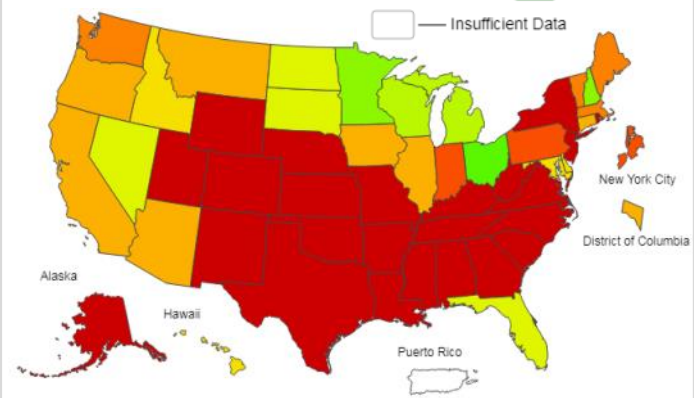 Insufficient Data
New York City
District of Columbia
Alaska
Hawaii
Puerto Rico